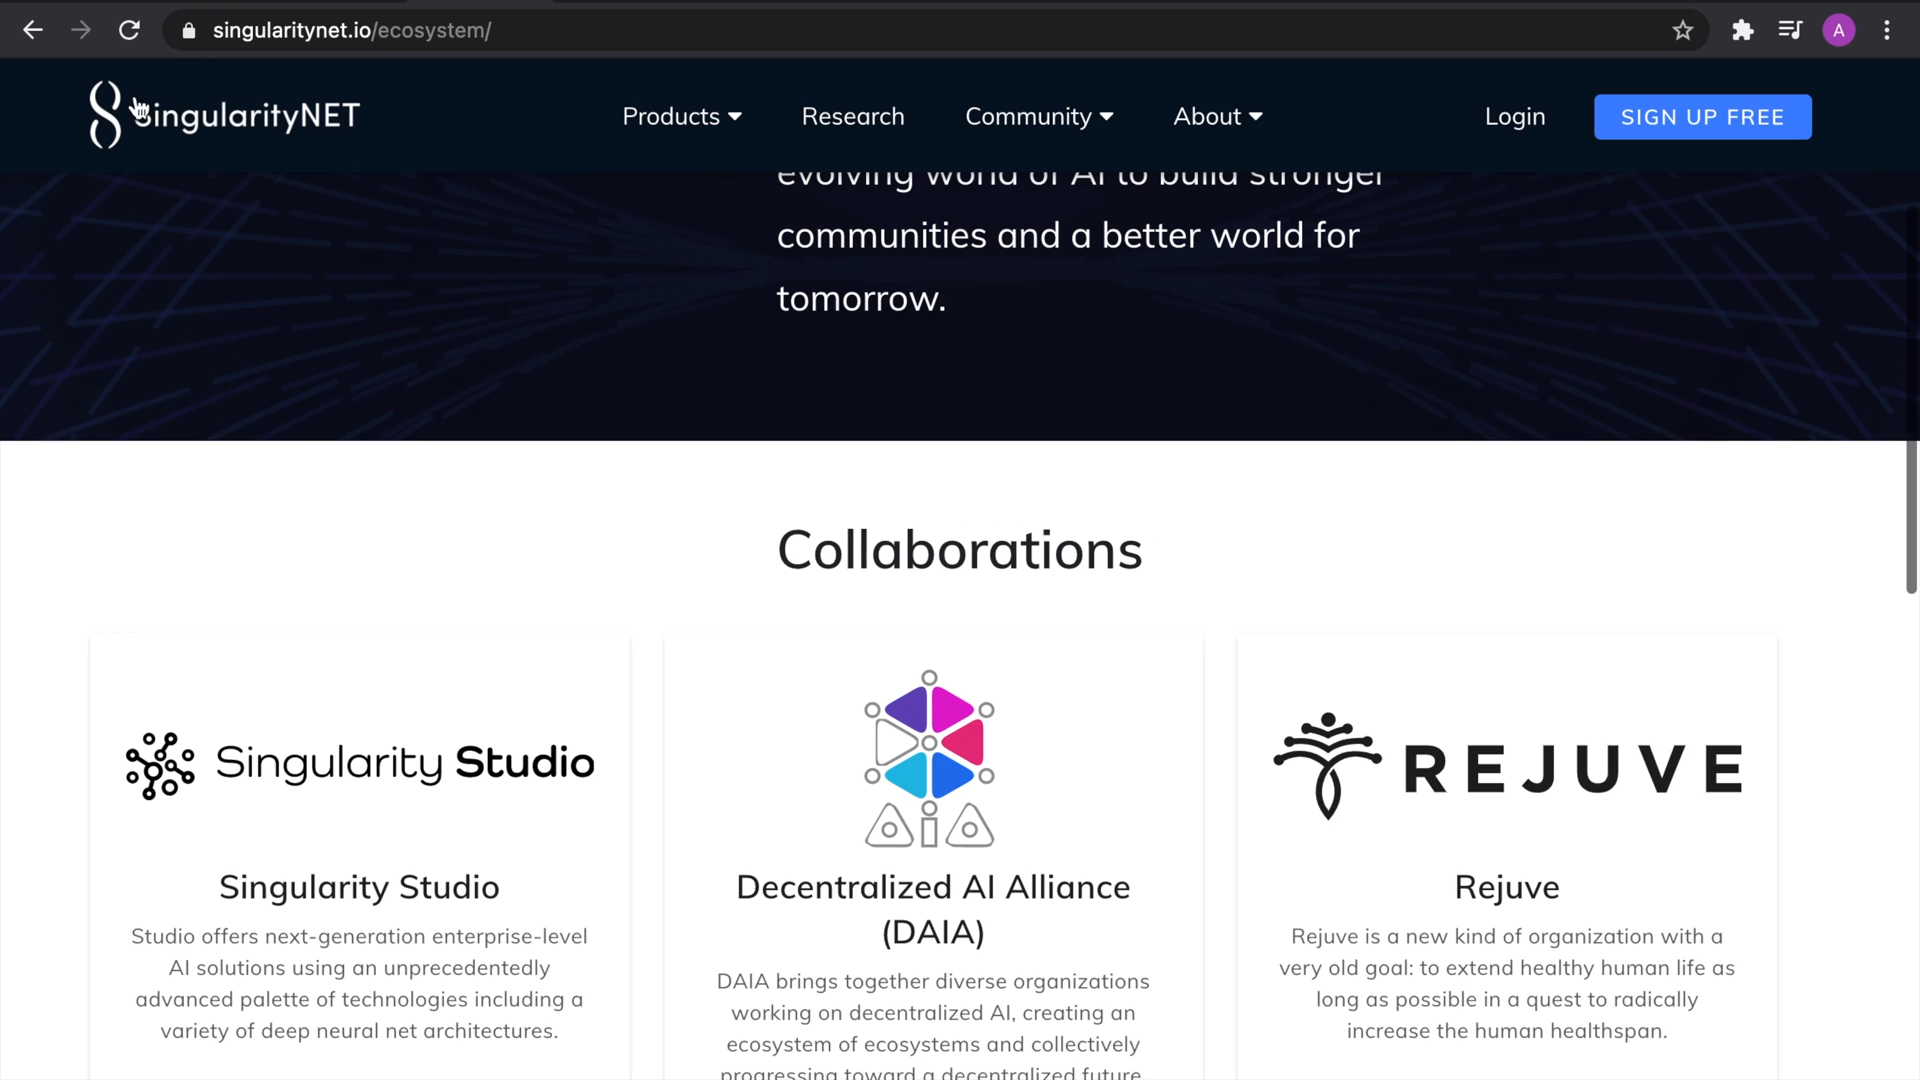 singularitynet.io/ecosystem/
A
SingularityNET
Products
Research
Community
About
Login
SIGN UP FREE
evolving world of AI to build stronger
communities and a better world for
tomorrow.
Collaborations
Singularity Studio
AiA
REJUVE
Singularity Studio
Studio offers next-generation enterprise-level
AI solutions using an unprecedentedly
advanced palette of technologies including a
variety of deep neural net architectures.
Decentralized AI Alliance
(DAIA)
DAIA brings together diverse organizations
working on decentralized AI, creating an
ecosystem of ecosystems and collectively
progressing toward a decentralized future
Rejuve
Rejuve is a new kind of organization with a
very old goal: to extend healthy human life as
long as possible in a quest to radically
increase the human healthspan.